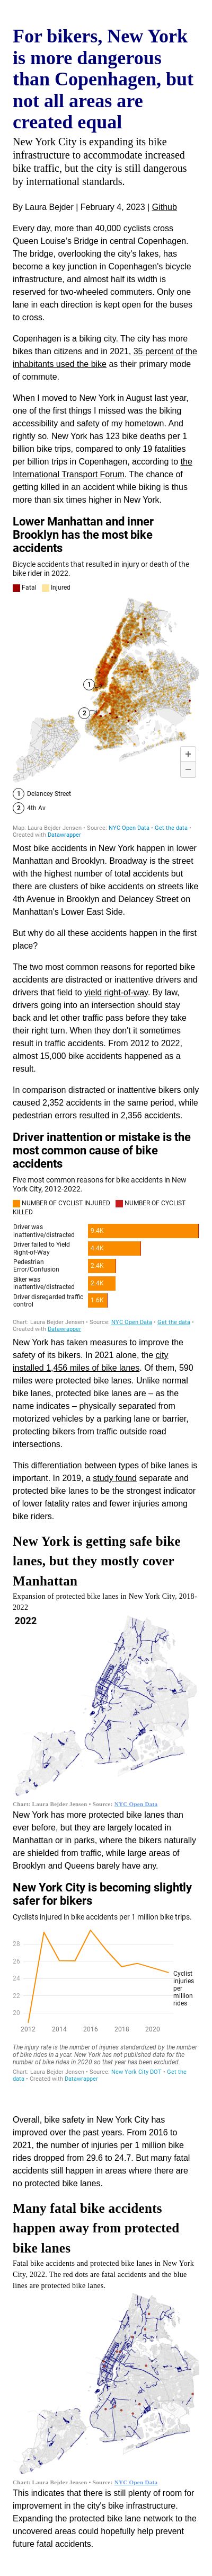 For bikers, New York
is more dangerous
than Copenhagen, but
not all areas are
created equal
New York City is expanding its bike
infrastructure to accommodate increased
bike traffic, but the city is still dangerous
by international standards.
By Laura Bejder | February 4, 2023 | Github
Every day, more than 40,000 cyclists cross
Queen Louise's Bridge in central Copenhagen.
The bridge, overlooking the city's lakes, has
become a key junction in Copenhagen's bicycle
infrastructure, and almost half its width is
reserved for two-wheeled commuters. Only one
lane in each direction is kept open for the buses
to cross.
Copenhagen is a biking city. The city has more
bikes than citizens and in 2021, 35 percent of the
inhabitants used the bike as their primary mode
of commute.
When I moved to New York in August last year,
one of the first things I missed was the biking
accessibility and safety of my hometown. And
rightly so. New York has 123 bike deaths per 1
billion bike trips, compared to only 19 fatalities
per billion trips in Copenhagen, according to the
International Transport Forum. The chance of
getting killed in an accident while biking is thus
more than six times higher in New York.
Lower Manhattan and inner
Brooklyn has the most bike
accidents
Bicycle accidents that resulted in injury or death of the
bike rider in 2022.
Fatal Injured
1
2
+
−
1 Delancey Street
2 4th Av
Map: Laura Bejder Jensen • Source: NYC Open Data • Get the data •
Created with Datawrapper
Most bike accidents in New York happen in lower
Manhattan and Brooklyn. Broadway is the street
with the highest number of total accidents but
there are clusters of bike accidents on streets like
4th Avenue in Brooklyn and Delancey Street on
Manhattan's Lower East Side.
But why do all these accidents happen in the first
place?
The two most common reasons for reported bike
accidents are distracted or inattentive drivers and
drivers that field to yield right-of-way. By law,
drivers going into an intersection should stay
back and let other traffic pass before they take
their right turn. When they don't it sometimes
result in traffic accidents. From 2012 to 2022,
almost 15,000 bike accidents happened as a
result.
In comparison distracted or inattentive bikers only
caused 2,352 accidents in the same period, while
pedestrian errors resulted in 2,356 accidents.
Driver inattention or mistake is the
most common cause of bike
accidents
Five most common reasons for bike accidents in New
York City, 2012-2022.
NUMBER OF CYCLIST INJURED NUMBER OF CYCLIST
KILLED
Driver was
inattentive/distracted 9.4K
Driver failed to Yield
Right-of-Way 4.4K
Pedestrian
Error/Confusion 2.4K
Biker was
inattentive/distracted 2.4K
Driver disregarded traffic
control 1.6K
Chart: Laura Bejder Jensen • Source: NYC Open Data • Get the data •
Created with Datawrapper
New York has taken measures to improve the
safety of its bikers. In 2021 alone, the city
installed 1,456 miles of bike lanes. Of them, 590
miles were protected bike lanes. Unlike normal
bike lanes, protected bike lanes are – as the
name indicates – physically separated from
motorized vehicles by a parking lane or barrier,
protecting bikers from traffic outside road
intersections.
This differentiation between types of bike lanes is
important. In 2019, a study found separate and
protected bike lanes to be the strongest indicator
of lower fatality rates and fewer injuries among
bike riders.
New York is getting safe bike
lanes, but they mostly cover
Manhattan
Expansion of protected bike lanes in New York City, 2018-
2022
2022
Chart: Laura Bejder Jensen • Source: NYC Open Data
New York has more protected bike lanes than
ever before, but they are largely located in
Manhattan or in parks, where the bikers naturally
are shielded from traffic, while large areas of
Brooklyn and Queens barely have any.
New York City is becoming slightly
safer for bikers
Cyclists injured in bike accidents per 1 million bike trips.
28
26
24
22
20
Cyclist
injuries
per
million
rides
2012 2014 2016 2018 2020
The injury rate is the number of injuries standardized by the number
of bike rides in a year. New York has not published data for the
number of bike rides in 2020 so that year has been excluded.
Chart: Laura Bejder Jensen • Source: New York City DOT • Get the
data • Created with Datawrapper
Overall, bike safety in New York City has
improved over the past years. From 2016 to
2021, the number of injuries per 1 million bike
rides dropped from 29.6 to 24.7. But many fatal
accidents still happen in areas where there are
no protected bike lanes.
Many fatal bike accidents
happen away from protected
bike lanes
Fatal bike accidents and protected bike lanes in New York
City, 2022. The red dots are fatal accidents and the blue
lines are protected bike lanes.
Chart: Laura Bejder Jensen • Source: NYC Open Data
This indicates that there is still plenty of room for
improvement in the city's bike infrastructure.
Expanding the protected bike lane network to the
uncovered areas could hopefully help prevent
future fatal accidents.